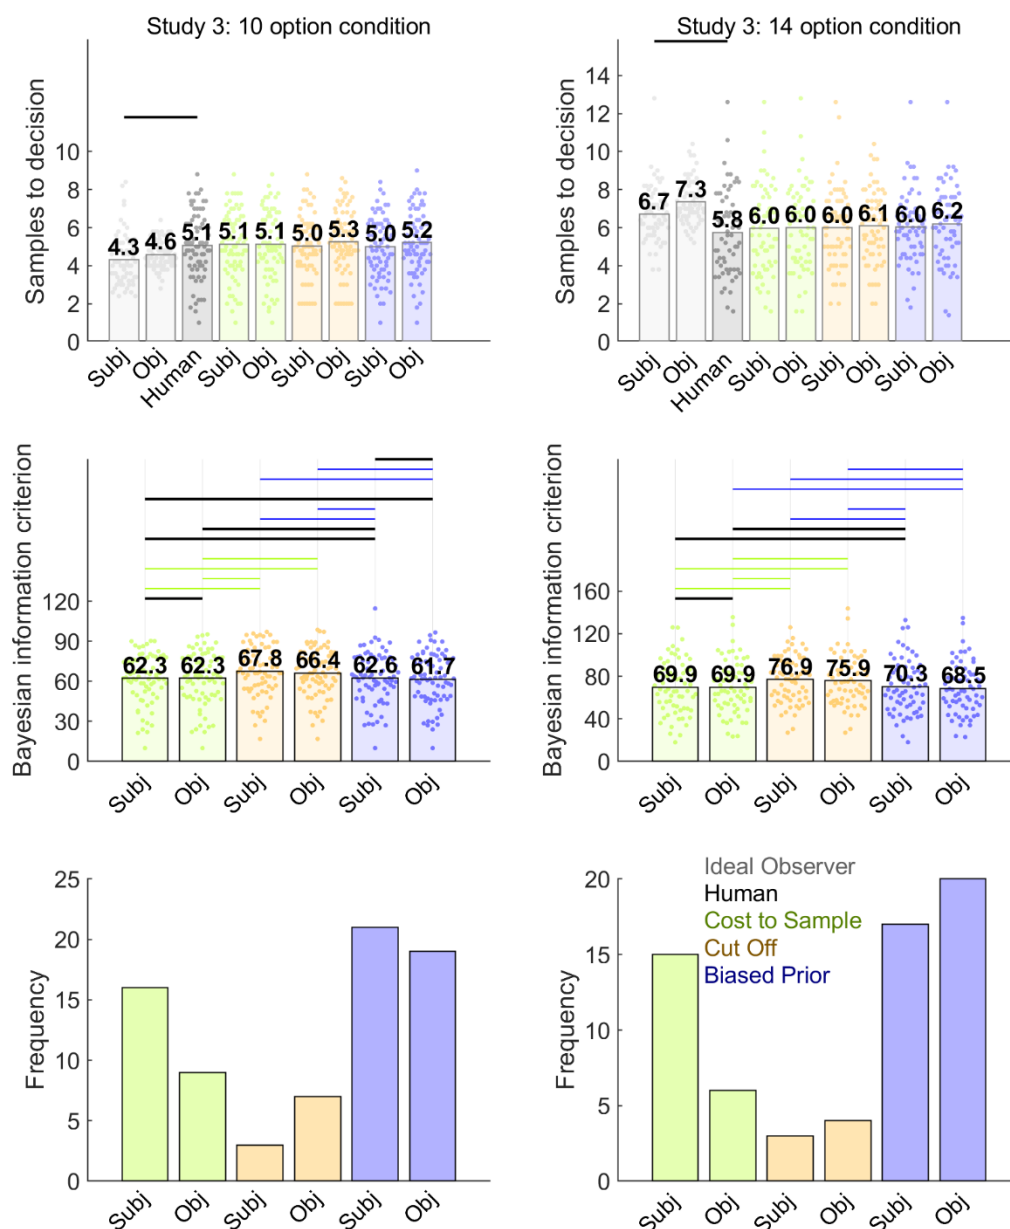 Study 3: 10 option condition
Samples to decision
10
8
6
4
2
0
4.3 4.6 5.1 5.1 5.1 5.0 5.3 5.0 5.2
Subj Obj Human Subj Obj Subj Obj Subj Obj
Study 3: 14 option condition
Samples to decision
14
12
10
8
6
4
2
0
6.7 7.3 5.8 6.0 6.0 6.0 6.1 6.0 6.2
Subj Obj Human Subj Obj Subj Obj Subj Obj
Bayesian information criterion
120
90
60
30
0
62.3 62.3 67.8 66.4 62.6 61.7
Subj Obj Subj Obj Subj Obj
Bayesian information criterion
160
120
80
40
0
69.9 69.9 76.9 75.9 70.3 68.5
Subj Obj Subj Obj Subj Obj
Frequency
25
20
15
10
5
0
Subj Obj Subj Obj Subj Obj
Frequency
20
15
10
5
0
Ideal Observer
Human
Cost to Sample
Cut Off
Biased Prior
Subj Obj Subj Obj Subj Obj